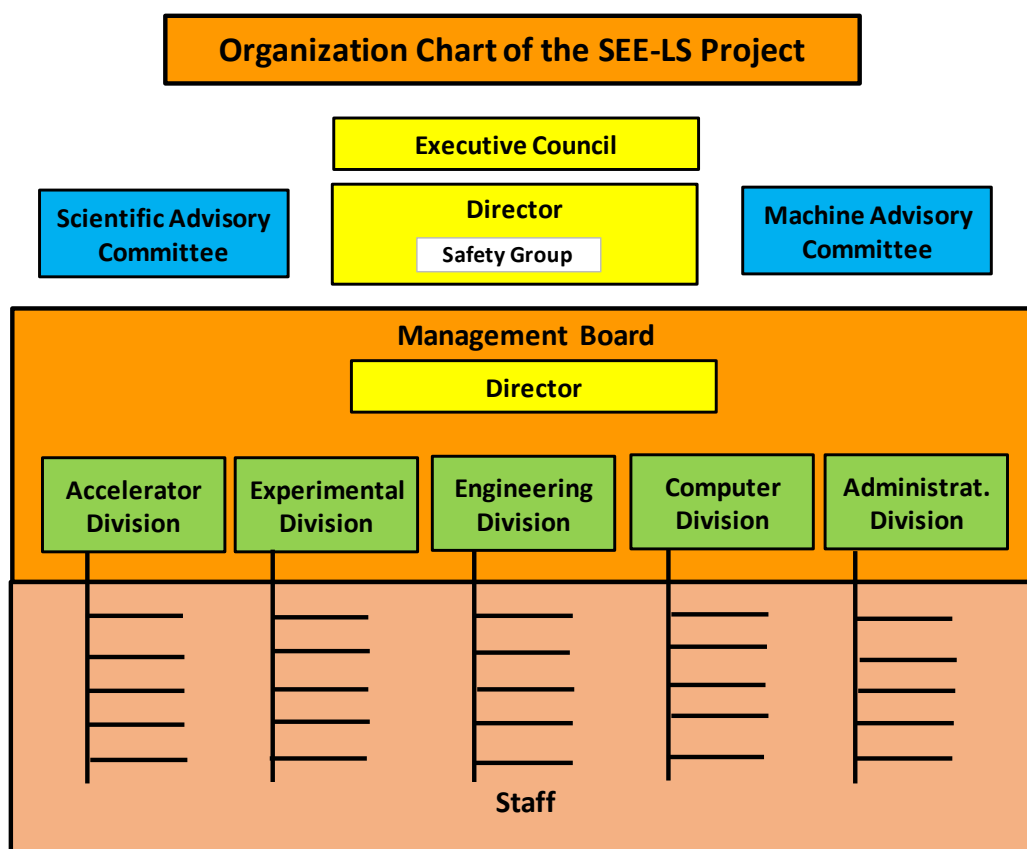 Organization Chart of the SEE-LS Project
Executive Council
Scientific Advisory
Committee
Director
Safety Group
Machine Advisory
Committee
Management Board
Director
Accelerator
Division
Experimental
Division
Engineering
Division
Computer
Division
Administrat.
Division
Staff